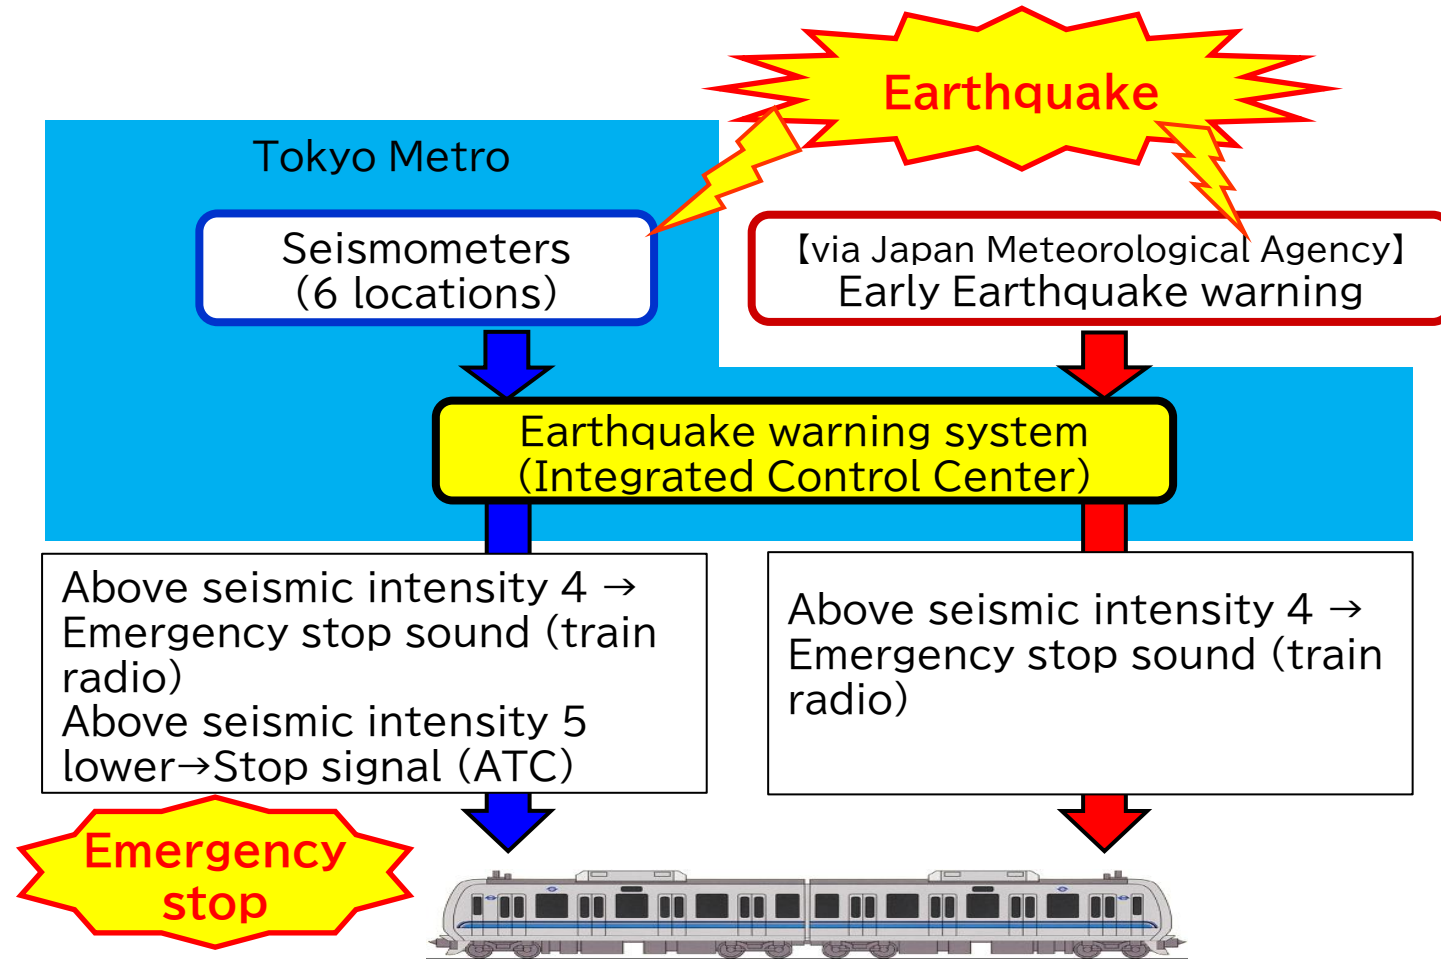 Earthquake
Tokyo Metro
Seismometers
(6 locations)
【via Japan Meteorological Agency】
Early Earthquake warning
Earthquake warning system
(Integrated Control Center)
Above seismic intensity 4 →
Emergency stop sound (train
radio)
Above seismic intensity 5
lower→Stop signal (ATC)
Above seismic intensity 4 →
Emergency stop sound (train
radio)
Emergency
stop